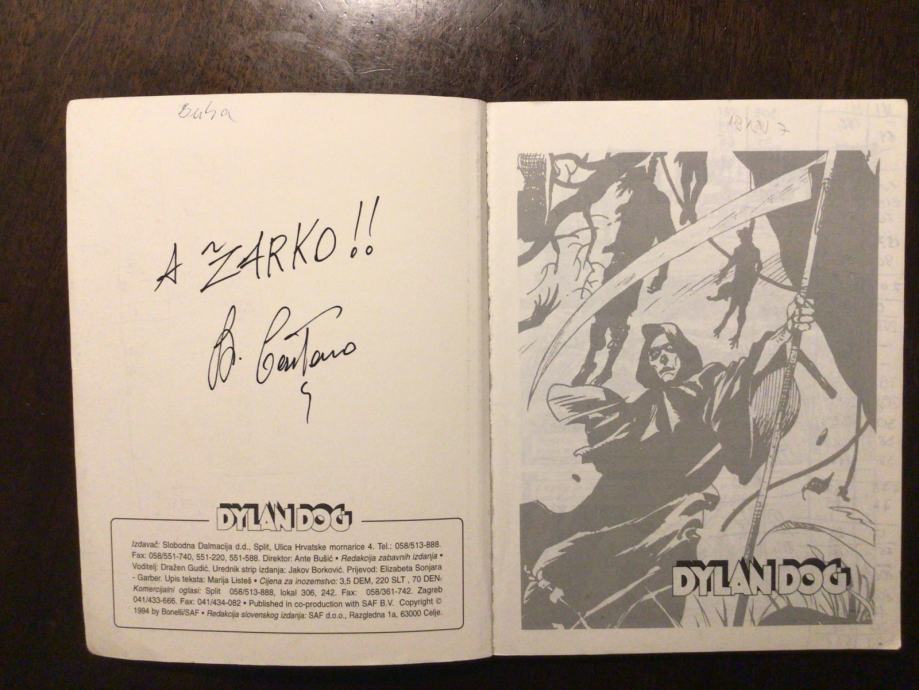 A ŽARKO!!
DYLAN DOG
Izdavač: Slobodna Dalmacija d.d., Split, Ulica Hrvatske mornarice 4. Tel.: 058/513-888.
Fax: 058/551-740, 551-220, 551-588. Direktor: Ante Bušić • Redakcija zabavnih izdanja •
Voditelj: Dražen Gudić. Urednik strip izdanja: Jakov Borković. Prijevod: Elizabeta Sonjara
- Garber. Upis teksta: Marija Listeš • Cijena za inozemstvo: 3,5 DEM, 220 SLT , 70 DEN•
Komercijalni oglasi: Split 058/513-888, lokal 306, 242. Fax: 058/361-742. Zagreb
041/433-666. Fax: 041/434-082 • Published in co-production with SAF B.V. Copyright ©
1994 by Bonelli/SAF • Redakcija slovenskog izdanja: SAF d.o.o., Razgledna 1a, 63000 Celje.
DYLAN DOG